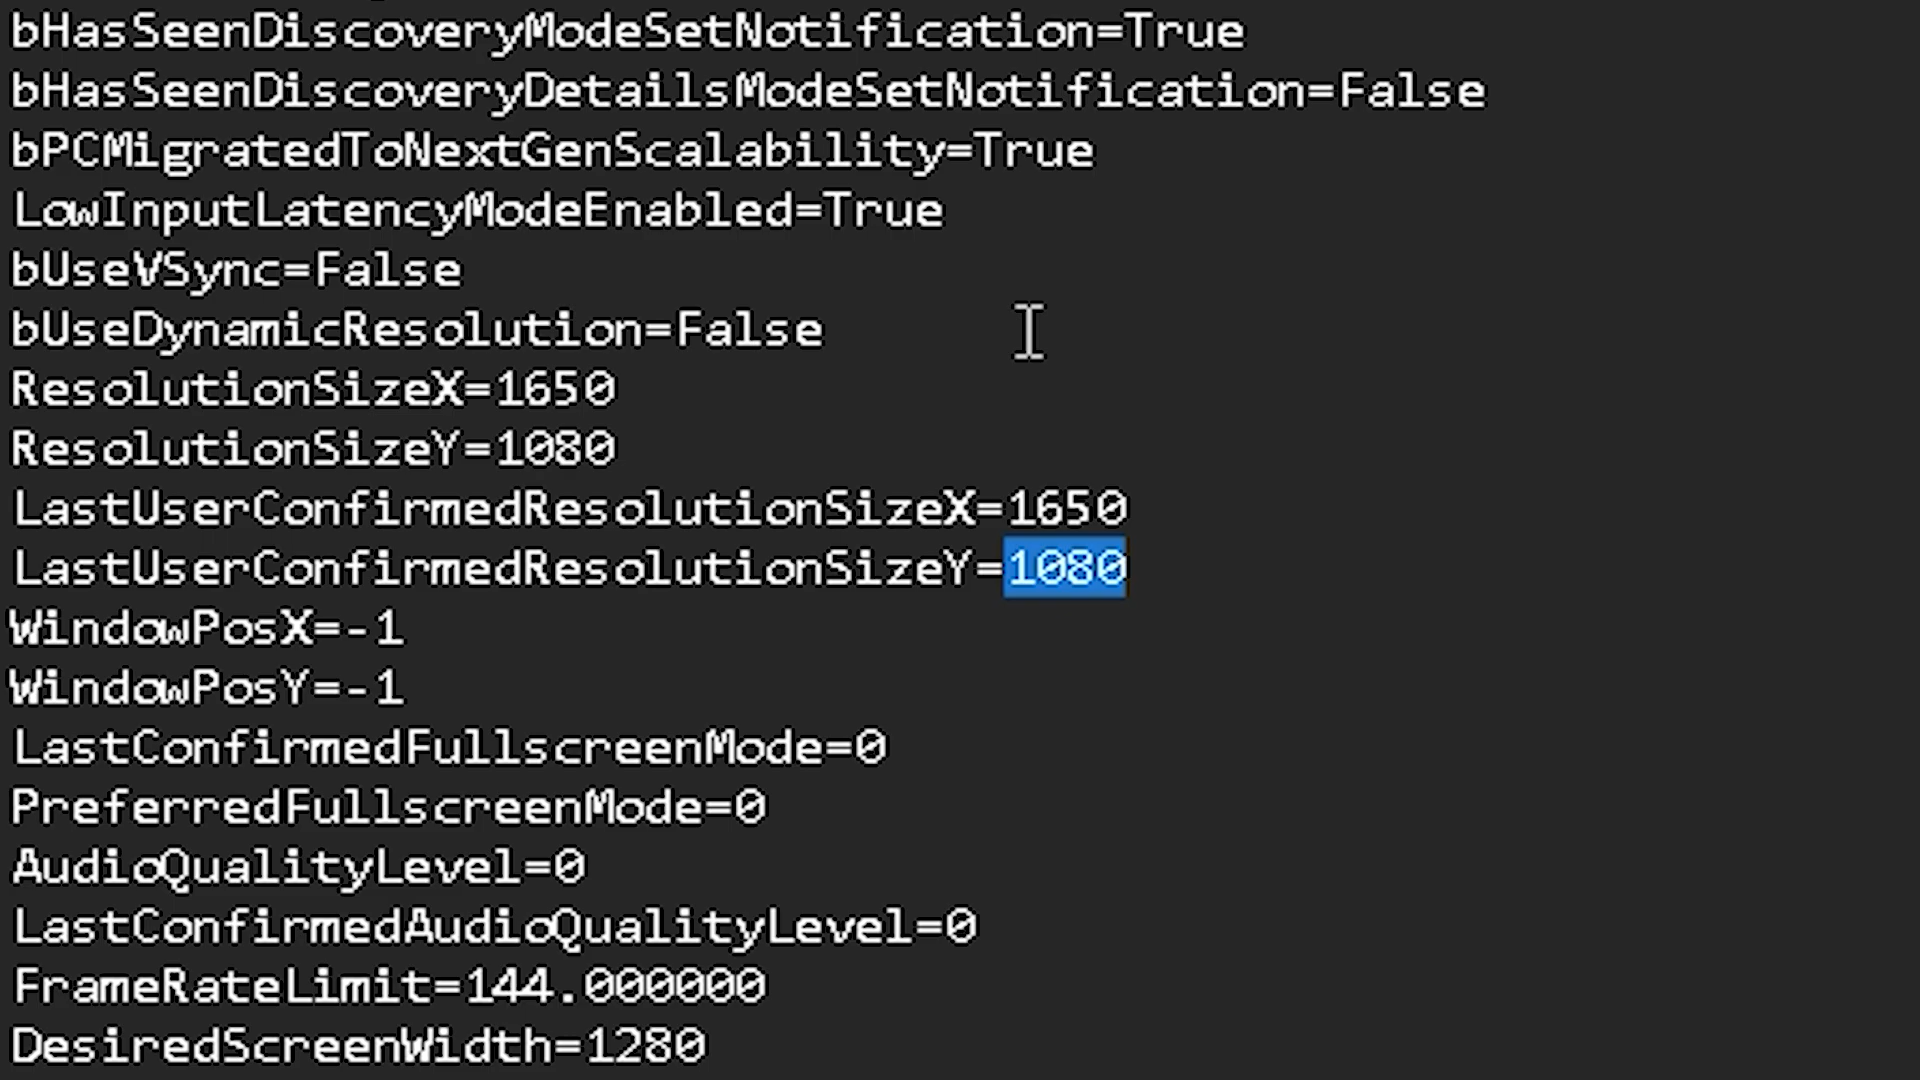 bHasSeenDiscoveryModeSetNotification=True
bHasSeenDiscoveryDetailsModeSetNotification=False
bPCMigratedToNextGenScalability=True
LowInputLatencyModeEnabled=True
bUseVSync=False
bUseDynamicResolution=False
ResolutionSizeX=1650
ResolutionSizeY=1080
LastUserConfirmedResolutionSizeX=1650
LastUserConfirmedResolutionSizeY=1080
WindowPosX=-1
WindowPosY=-1
LastConfirmedFullscreenMode=0
PreferredFullscreenMode=0
AudioQualityLevel=0
LastConfirmedAudioQualityLevel=0
FrameRateLimit=144.000000
DesiredScreenWidth=1280